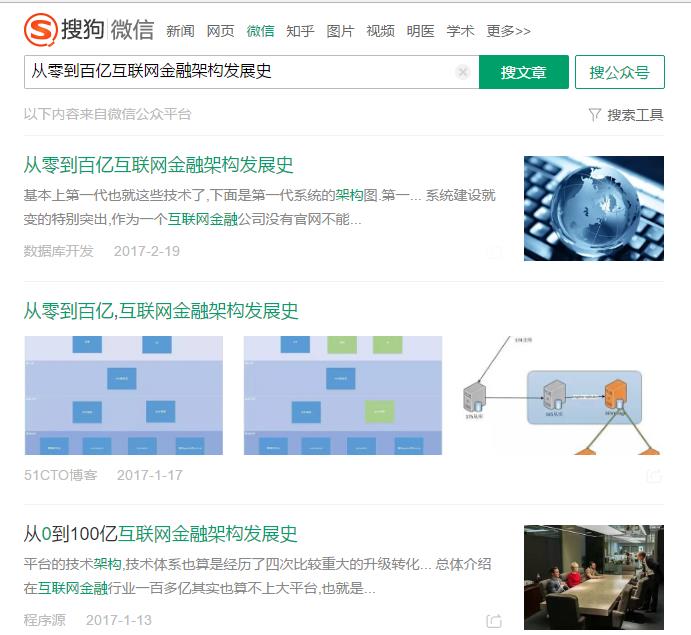 搜狗 微信 新闻 网页 微信 知乎 图片 视频 明医 学术 更多>>
从零到百亿互联网金融架构发展史 搜文章 搜公众号
以下内容来自微信公众平台 搜索工具
从零到百亿互联网金融架构发展史
基本上第一代也就这些技术了,下面是第一代系统的架构图.第一... 系统建设就
变的特别突出,作为一个互联网金融公司没有官网不能...
数据库开发 2017-2-19
从零到百亿,互联网金融架构发展史
51CTO博客 2017-1-17
从0到100亿互联网金融架构发展史
平台的技术架构,技术体系也算是经历了四次比较重大的升级转化... 总体介绍
在互联网金融行业一百多亿其实也算不上大平台,也就是...
程序源 2017-1-13